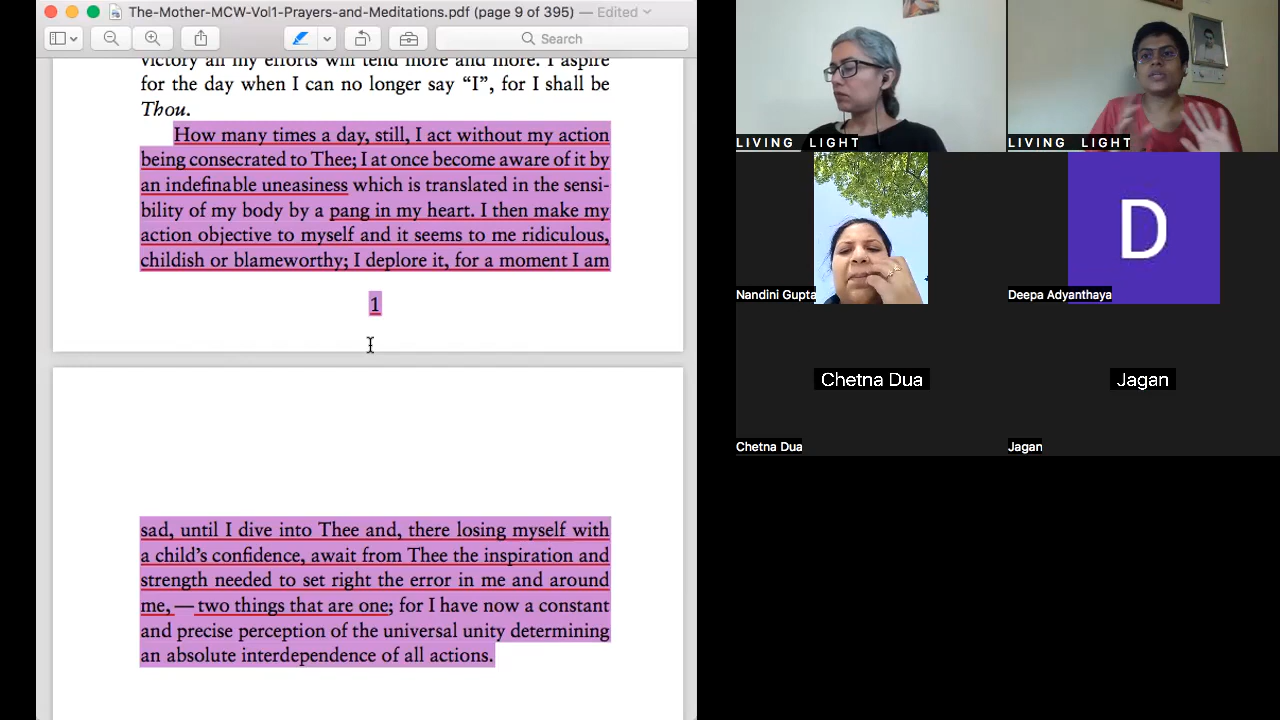 The-Mother-MCW-Vol1-Prayers-and-Meditations.pdf (page 9 of 395) — Edited
Search
victory all my efforts will tend more and more. I aspire
for the day when I can no longer say “I”, for I shall be
Thou.
How many times a day, still, I act without my action
being consecrated to Thee; I at once become aware of it by
an indefinable uneasiness which is translated in the sensi-
bility of my body by a pang in my heart. I then make my
action objective to myself and it seems to me ridiculous,
childish or blameworthy; I deplore it, for a moment I am
1
sad, until I dive into Thee and, there losing myself with
a child’s confidence, await from Thee the inspiration and
strength needed to set right the error in me and around
me, — two things that are one; for I have now a constant
and precise perception of the universal unity determining
an absolute interdependence of all actions.
LIVING LIGHT
LIVING LIGHT
Nandini Gupta
D
Deepa Adyanthaya
Chetna Dua
Chetna Dua
Jagan
Jagan